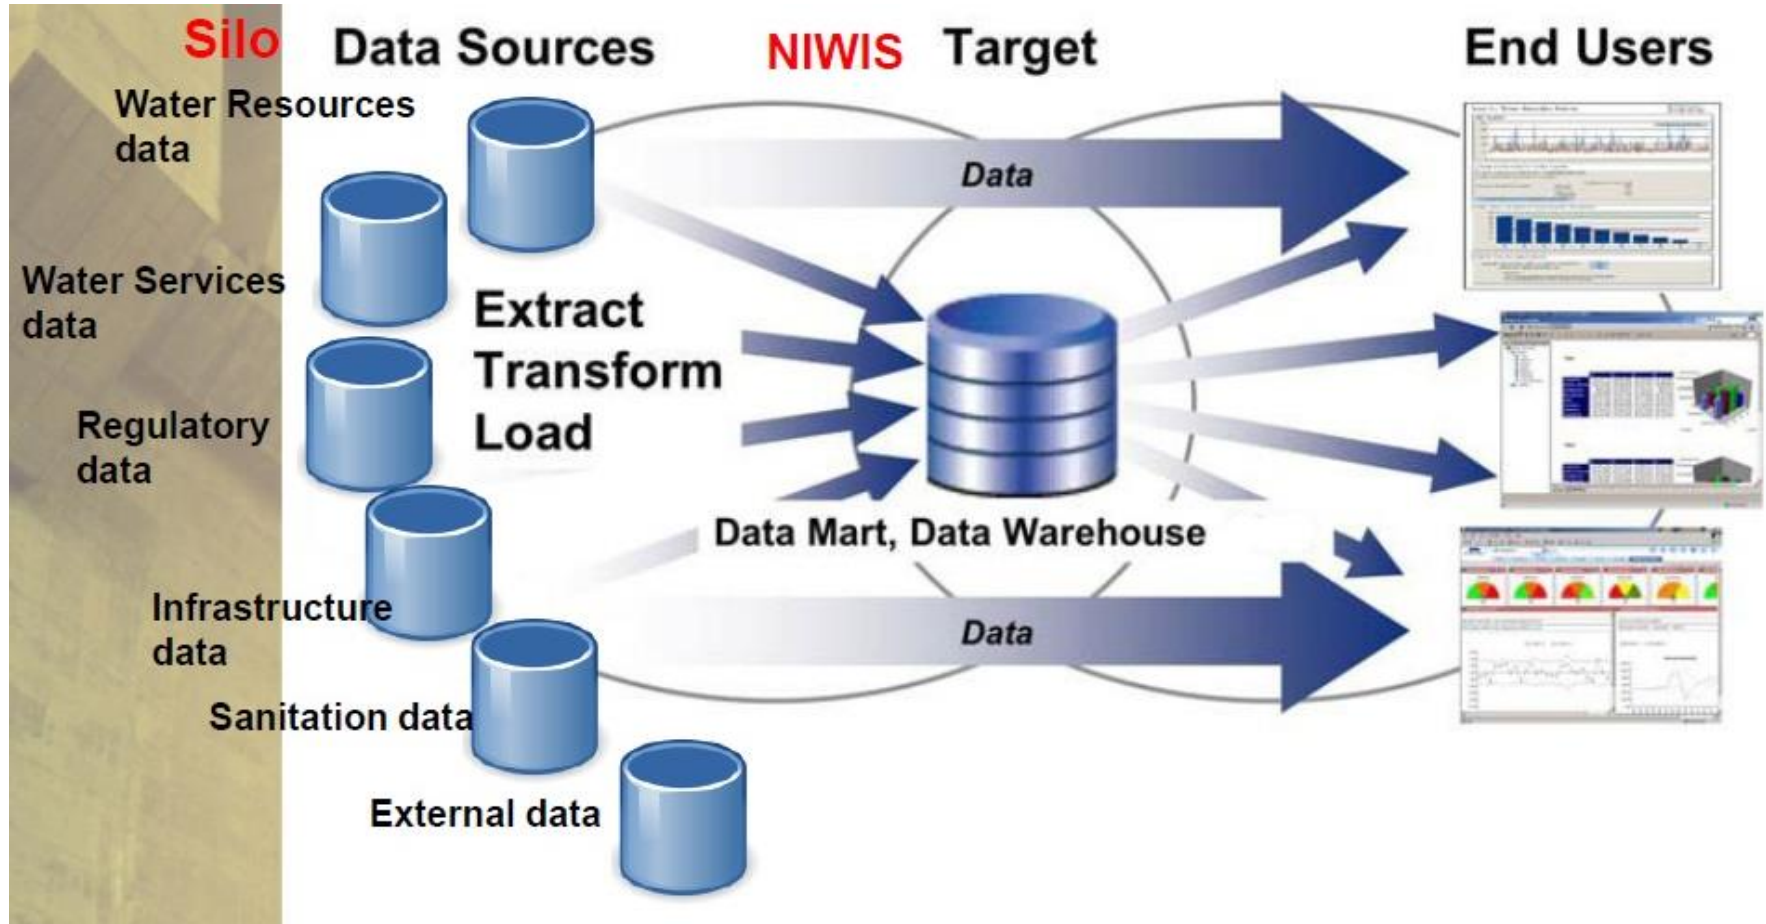 Silo
Data Sources
NIWIS Target
End Users
Water Resources
data
Data
Water Services
data
Extract
Transform
Load
Regulatory
data
Data Mart, Data Warehouse
Infrastructure
data
Data
Sanitation data
External data